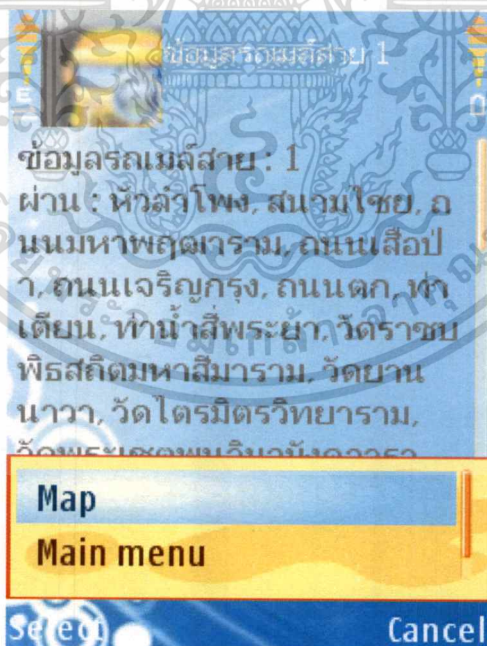 ข้อมูลรถเมล์สาย 1
ข้อมูลรถเมล์สาย : 1
ผ่าน : หัวลำโพง, สนามไชย, ถ
นนมหาพฤฒาราม, ถนนเสือป่
า, ถนนเจริญกรุง, ถนนตก, ท่า
เตียน, ท่าน้ำสี่พระยา, วัดราชบ
พิธสถิตมหาสีมาราม, วัดยาน
นาวา, วัดไตรมิตรวิทยาราม,
Map
Main menu
Select
Cancel